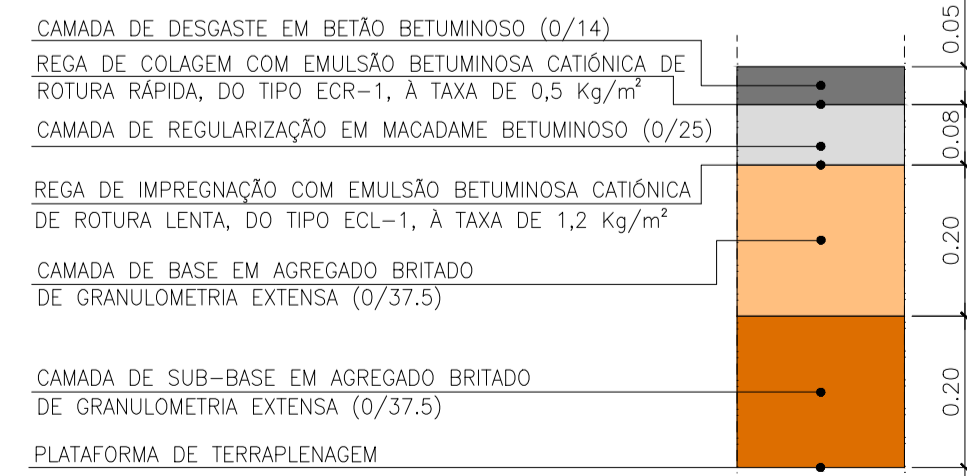 CAMADA DE DESGASTE EM BETÃO BETUMINOSO (0/14)
REGA DE COLAGEM COM EMULSÃO BETUMINOSA CATIÓNICA DE
ROTURA RÁPIDA, DO TIPO ECR-1, À TAXA DE 0,5 Kg/m²
CAMADA DE REGULARIZAÇÃO EM MACADAME BETUMINOSO (0/25)
REGA DE IMPREGNAÇÃO COM EMULSÃO BETUMINOSA CATIÓNICA
DE ROTURA LENTA, DO TIPO ECL-1, À TAXA DE 1,2 Kg/m²
CAMADA DE BASE EM AGREGADO BRITADO
DE GRANULOMETRIA EXTENSA (0/37.5)
CAMADA DE SUB-BASE EM AGREGADO BRITADO
DE GRANULOMETRIA EXTENSA (0/37.5)
PLATAFORMA DE TERRAPLENAGEM
0.05
0.08
0.20
0.20